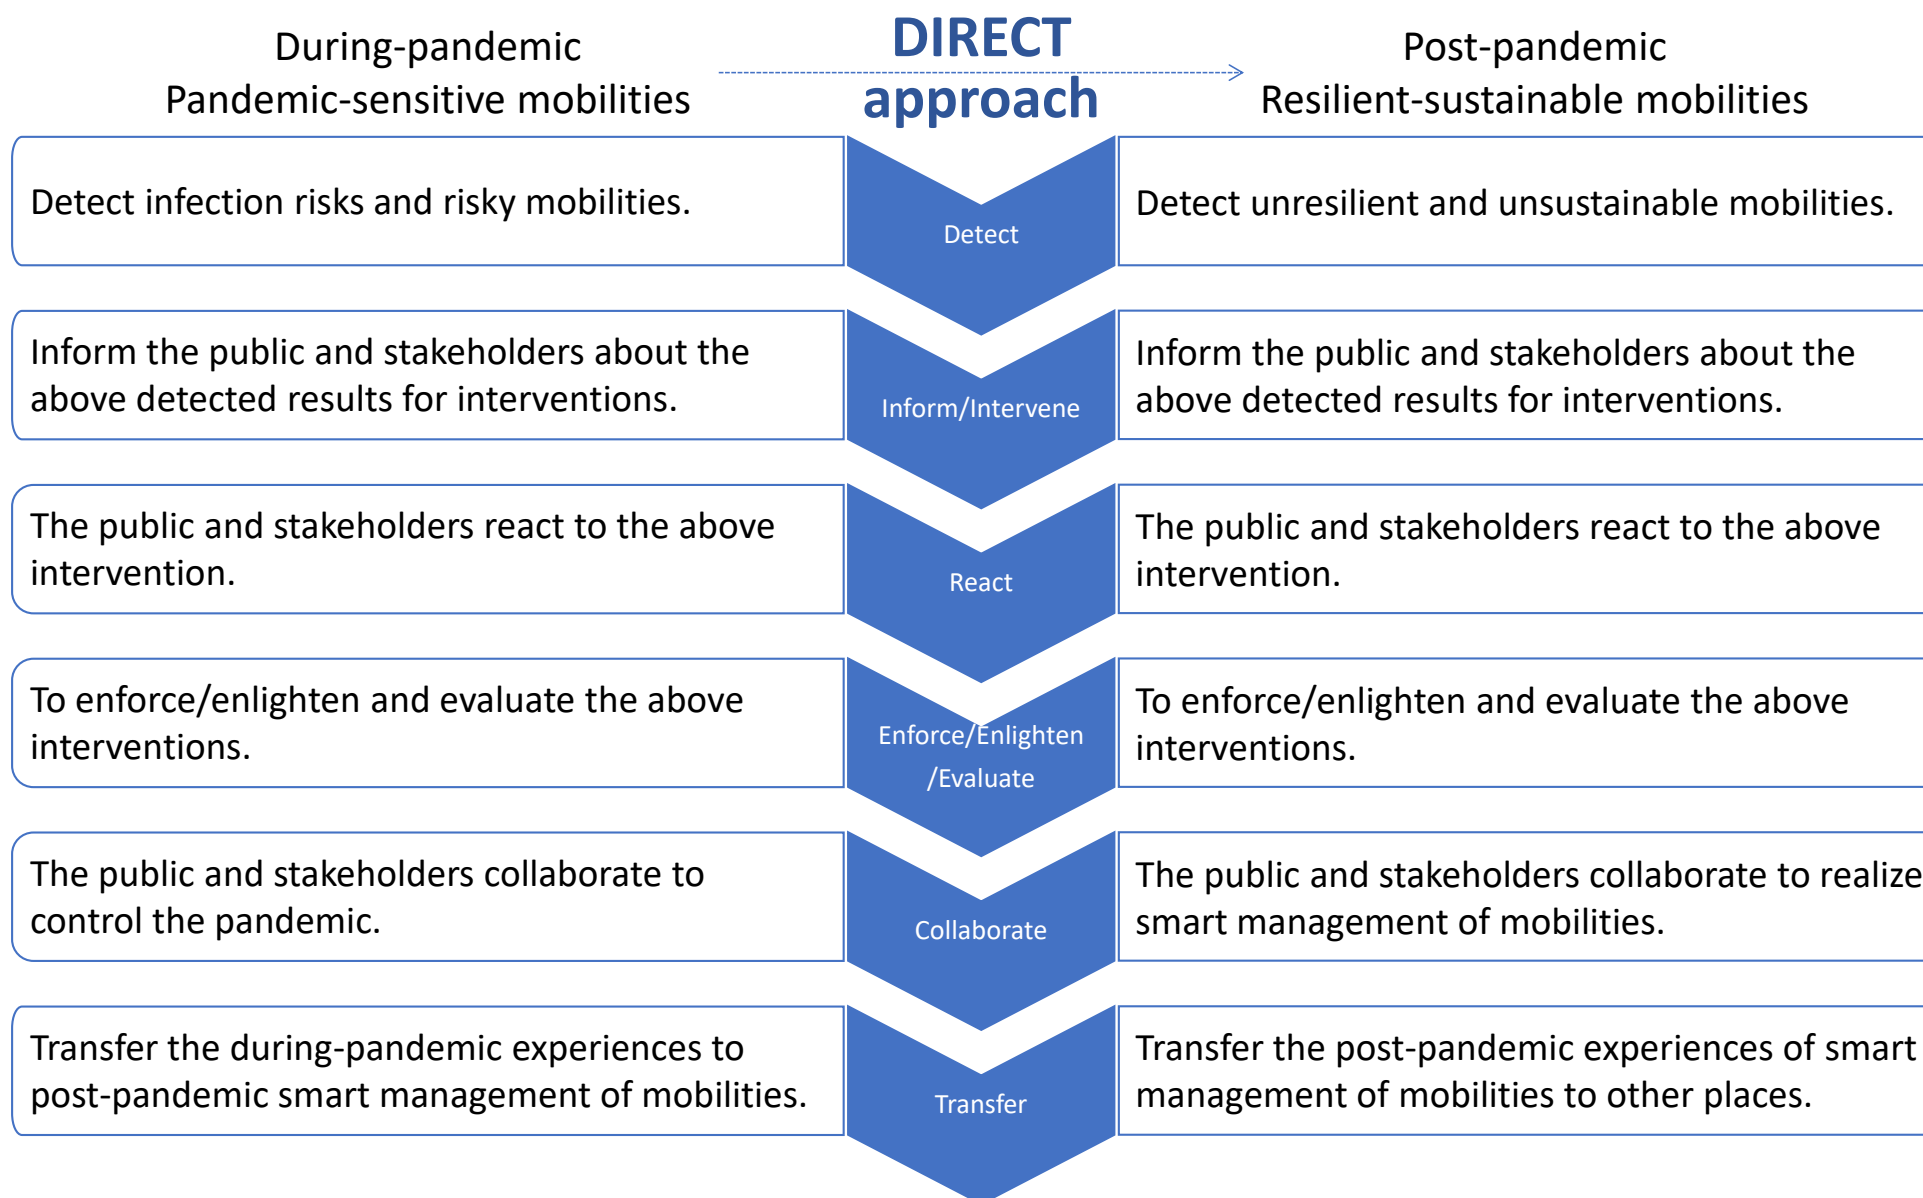 During-pandemic
Pandemic-sensitive mobilities
DIRECT
approach
Post-pandemic
Resilient-sustainable mobilities
Detect infection risks and risky mobilities.
Detect
Detect unresilient and unsustainable mobilities.
Inform the public and stakeholders about the
above detected results for interventions.
Inform/Intervene
Inform the public and stakeholders about the
above detected results for interventions.
The public and stakeholders react to the above
intervention.
React
The public and stakeholders react to the above
intervention.
To enforce/enlighten and evaluate the above
interventions.
Enforce/Enlighten
/Evaluate
To enforce/enlighten and evaluate the above
interventions.
The public and stakeholders collaborate to
control the pandemic.
Collaborate
The public and stakeholders collaborate to realize
smart management of mobilities.
Transfer the during-pandemic experiences to
post-pandemic smart management of mobilities.
Transfer
Transfer the post-pandemic experiences of smart
management of mobilities to other places.